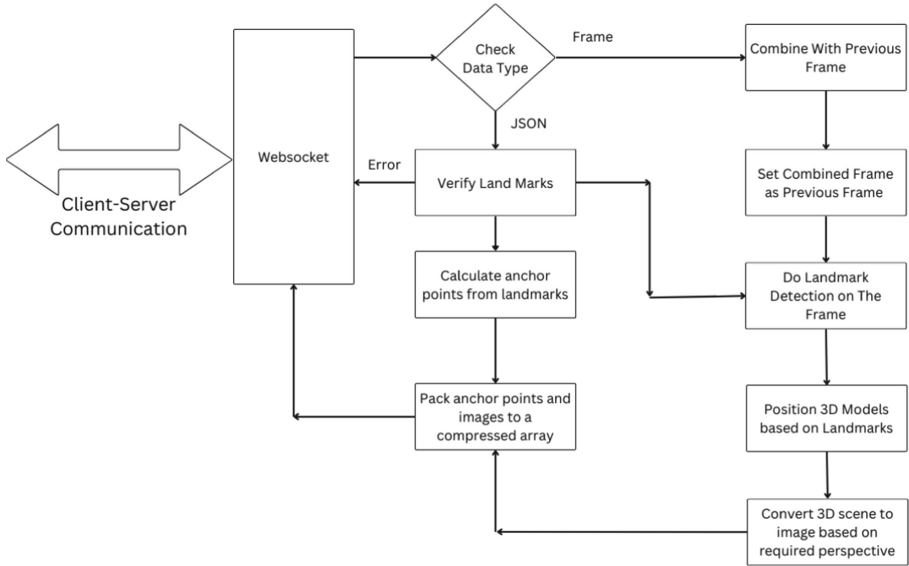 Check
Data Type
Frame
Combine With Previous
Frame
JSON
Websocket
Error
Verify Land Marks
Set Combined Frame
as Previous Frame
Client-Server
Communication
Calculate anchor
points from landmarks
Do Landmark
Detection on The
Frame
Pack anchor points and
images to a
compressed array
Position 3D Models
based on Landmarks
Convert 3D scene to
image based on
required perspective